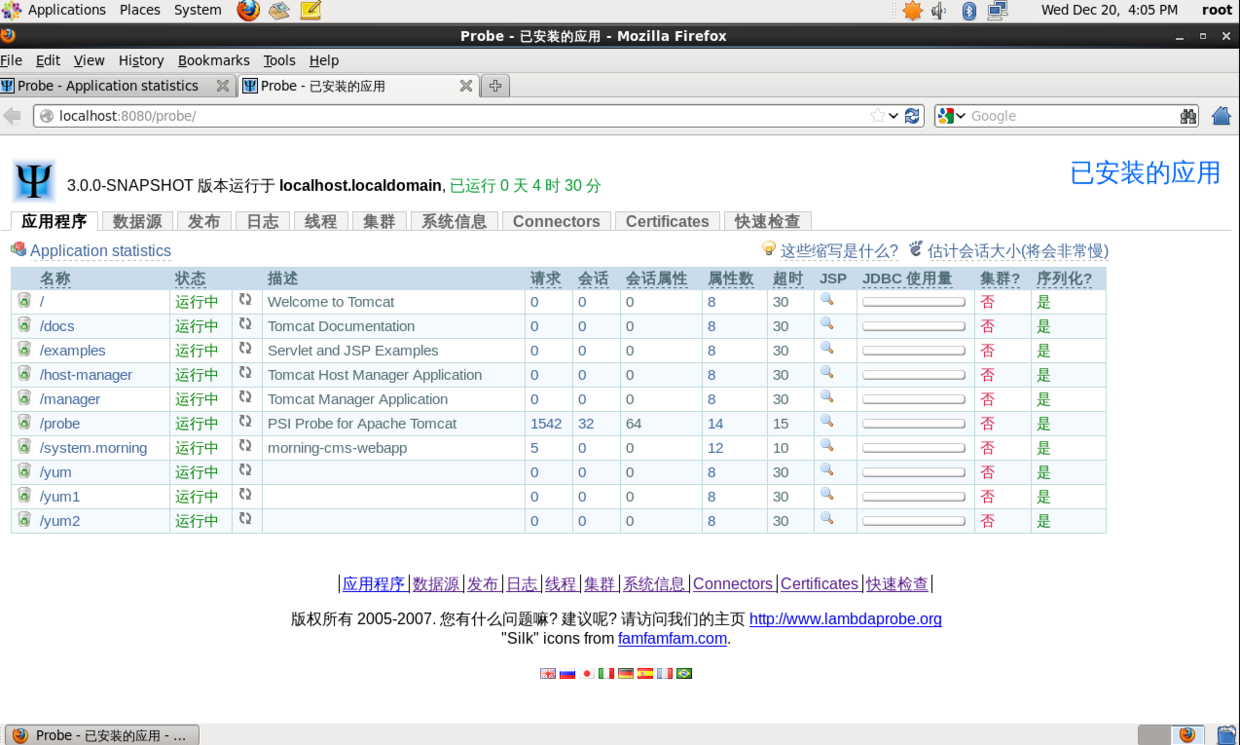 Applications Places System Wed Dec 20, 4:05 PM root
Probe - 已安装的应用 - Mozilla Firefox
File Edit View History Bookmarks Tools Help
Probe - Application statistics Probe - 已安装的应用
localhost:8080/probe/ Google
已安装的应用
3.0.0-SNAPSHOT 版本运行于 localhost.localdomain, 已运行 0 天 4 时 30 分
应用程序 数据源 发布 日志 线程 集群 系统信息 Connectors Certificates 快速检查
Application statistics 这些缩写是什么? 估计会话大小(将会非常慢)
名称 状态 描述 请求 会话 会话属性 属性数 超时 JSP JDBC 使用量 集群? 序列化?
/ 运行中 Welcome to Tomcat 0 0 0 8 30 否 是
/docs 运行中 Tomcat Documentation 0 0 0 8 30 否 是
/examples 运行中 Servlet and JSP Examples 0 0 0 8 30 否 是
/host-manager 运行中 Tomcat Host Manager Application 0 0 0 8 30 否 是
/manager 运行中 Tomcat Manager Application 0 0 0 8 30 否 是
/probe 运行中 PSI Probe for Apache Tomcat 1542 32 64 14 15 否 是
/system.morning 运行中 morning-cms-webapp 5 0 0 12 10 否 是
/yum 运行中 0 0 0 8 30 否 是
/yum1 运行中 0 0 0 8 30 否 是
/yum2 运行中 0 0 0 8 30 否 是
|应用程序 |数据源 |发布 |日志 |线程 |集群 |系统信息 |Connectors |Certificates |快速检查|
版权所有 2005-2007. 您有什么问题嘛? 建议呢? 请访问我们的主页 http://www.lambdaprobe.org
"Silk" icons from famfamfam.com.
Probe - 已安装的应用 - ...